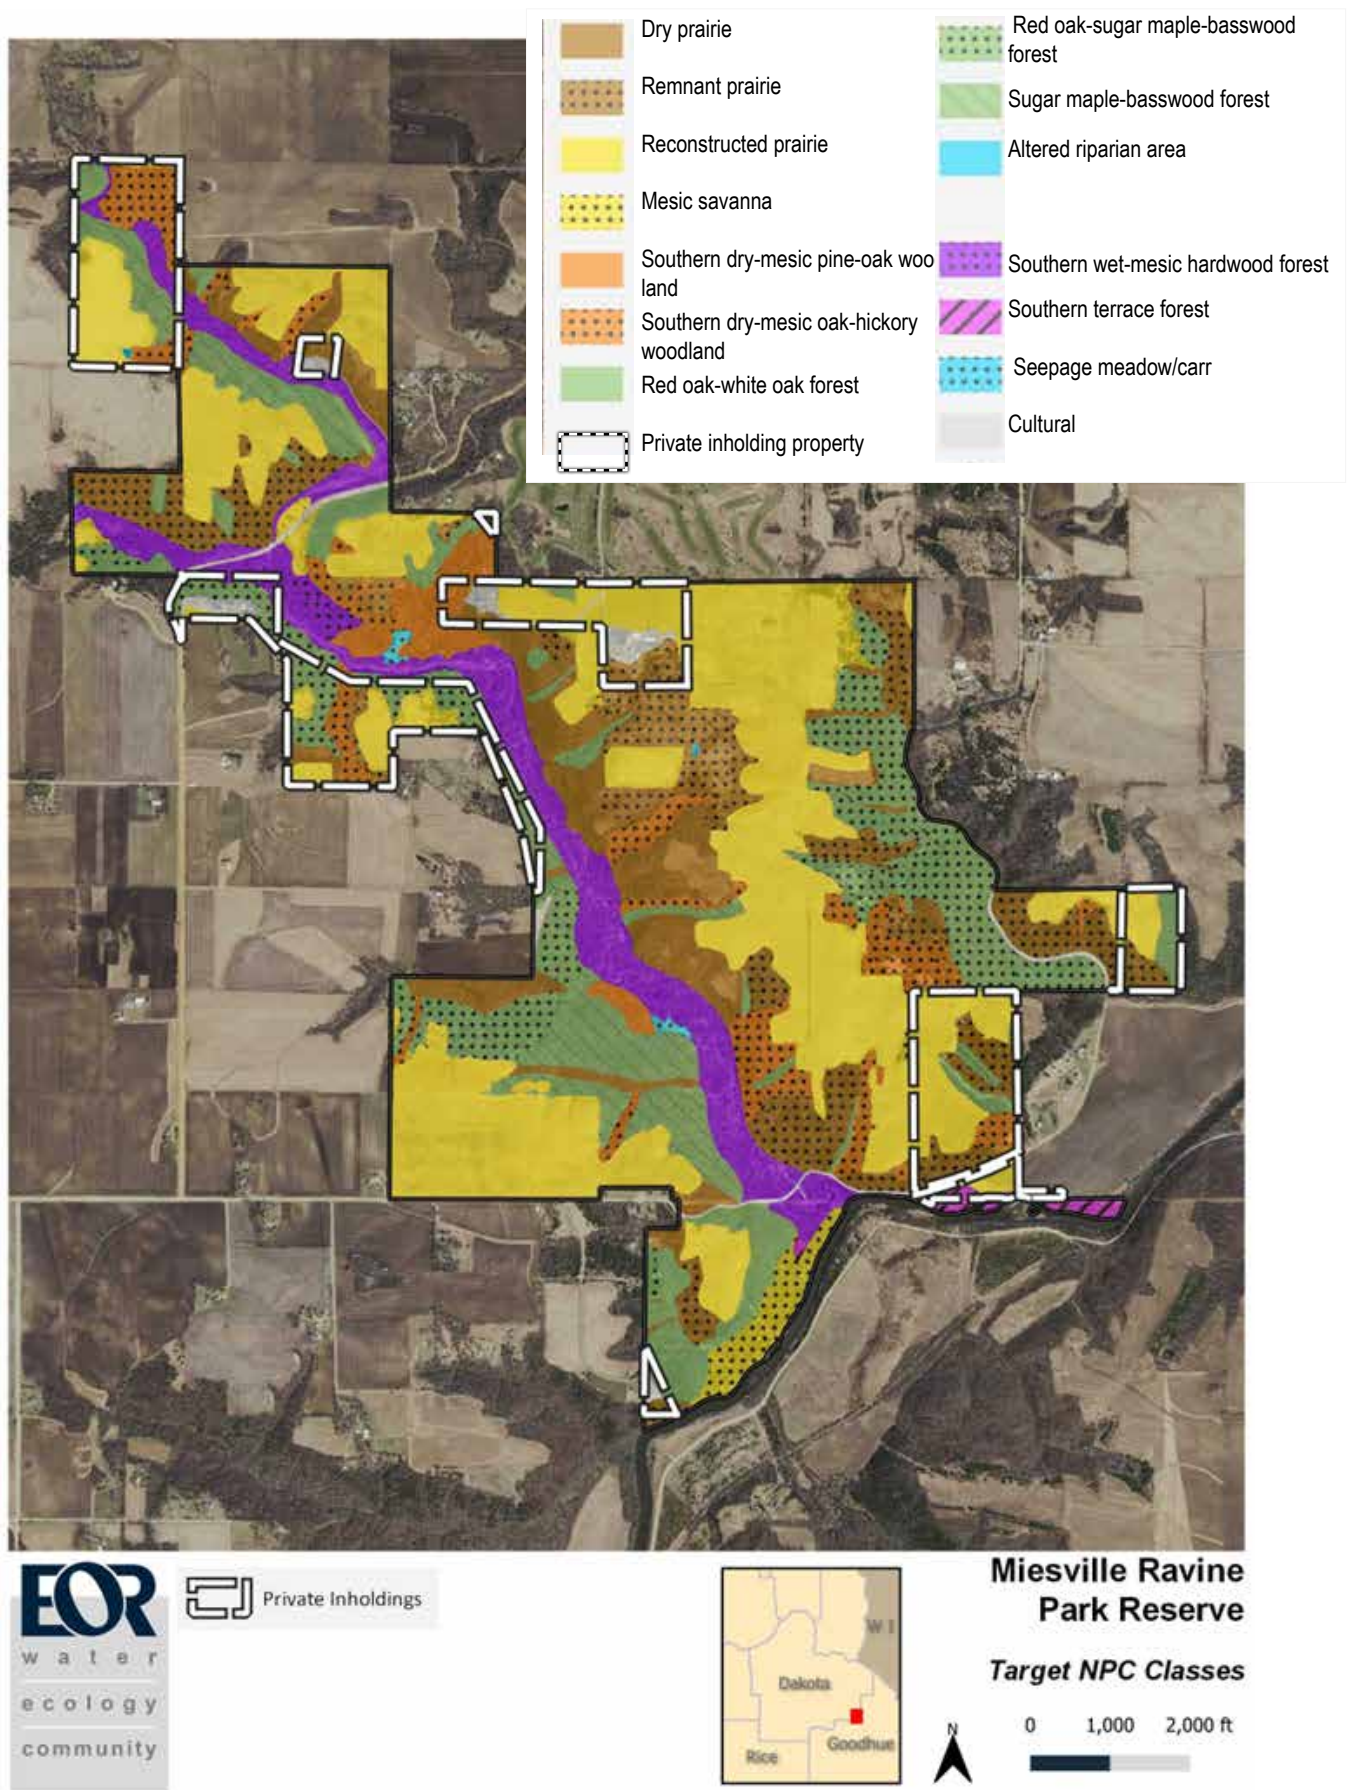 Dry prairie
Remnant prairie
Reconstructed prairie
Mesic savanna
Southern dry-mesic pine-oak woo
land
Southern dry-mesic oak-hickory
woodland
Red oak-white oak forest
Private inholding property
Red oak-sugar maple-basswood
forest
Sugar maple-basswood forest
Altered riparian area
Southern wet-mesic hardwood forest
Southern terrace forest
Seepage meadow/carr
Cultural
EOR
water
ecology
community
Private Inholdings
WI
Dakota
Goodhue
Rice
Miesville Ravine
Park Reserve
Target NPC Classes
N
0 1,000 2,000 ft